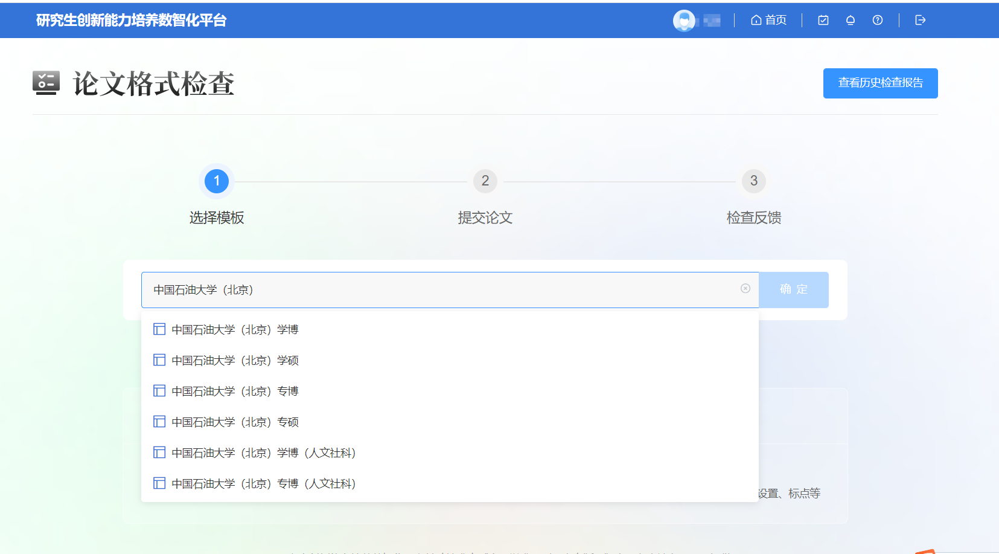 研究生创新能力培养数智化平台
首页
论文格式检查
查看历史检查报告
1
2
3
选择模板
提交论文
检查反馈
中国石油大学（北京）
确 定
中国石油大学（北京）学博
中国石油大学（北京）学硕
中国石油大学（北京）专博
中国石油大学（北京）专硕
中国石油大学（北京）学博（人文社科）
中国石油大学（北京）专博（人文社科）
设置、标点等